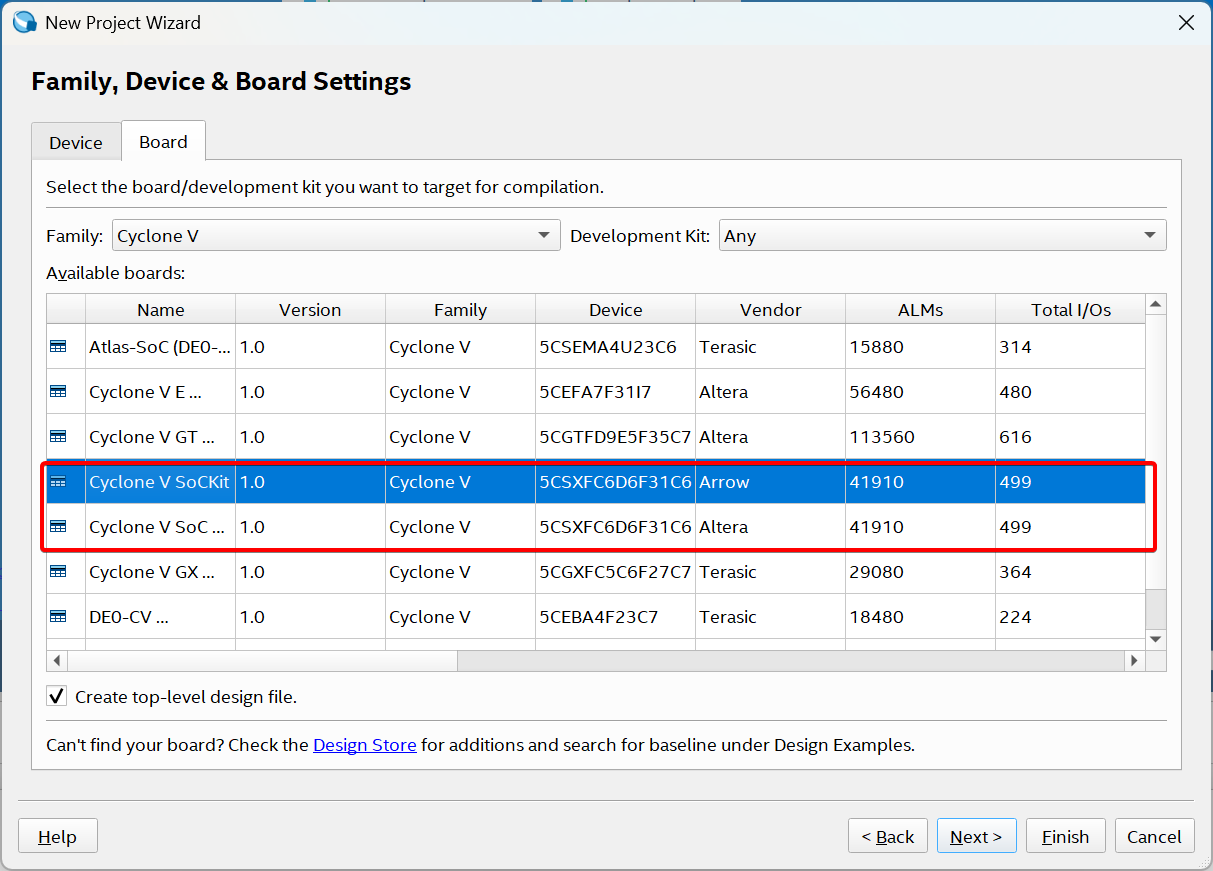 New Project Wizard
Family, Device & Board Settings
Device Board
Select the board/development kit you want to target for compilation.
Family: Cyclone V Development Kit: Any
Available boards:
Name Version Family Device Vendor ALMs Total I/Os
Atlas-SoC (DE0-... 1.0 Cyclone V 5CSEMA4U23C6 Terasic 15880 314
Cyclone V E ... 1.0 Cyclone V 5CEFA7F31I7 Altera 56480 480
Cyclone V GT ... 1.0 Cyclone V 5CGTFD9E5F35C7 Altera 113560 616
Cyclone V SoCKit 1.0 Cyclone V 5CSXFC6D6F31C6 Arrow 41910 499
Cyclone V SoC ... 1.0 Cyclone V 5CSXFC6D6F31C6 Altera 41910 499
Cyclone V GX ... 1.0 Cyclone V 5CGXFC5C6F27C7 Terasic 29080 364
DE0-CV ... 1.0 Cyclone V 5CEBA4F23C7 Terasic 18480 224
Create top-level design file.
Can't find your board? Check the Design Store for additions and search for baseline under Design Examples.
Help < Back Next > Finish Cancel